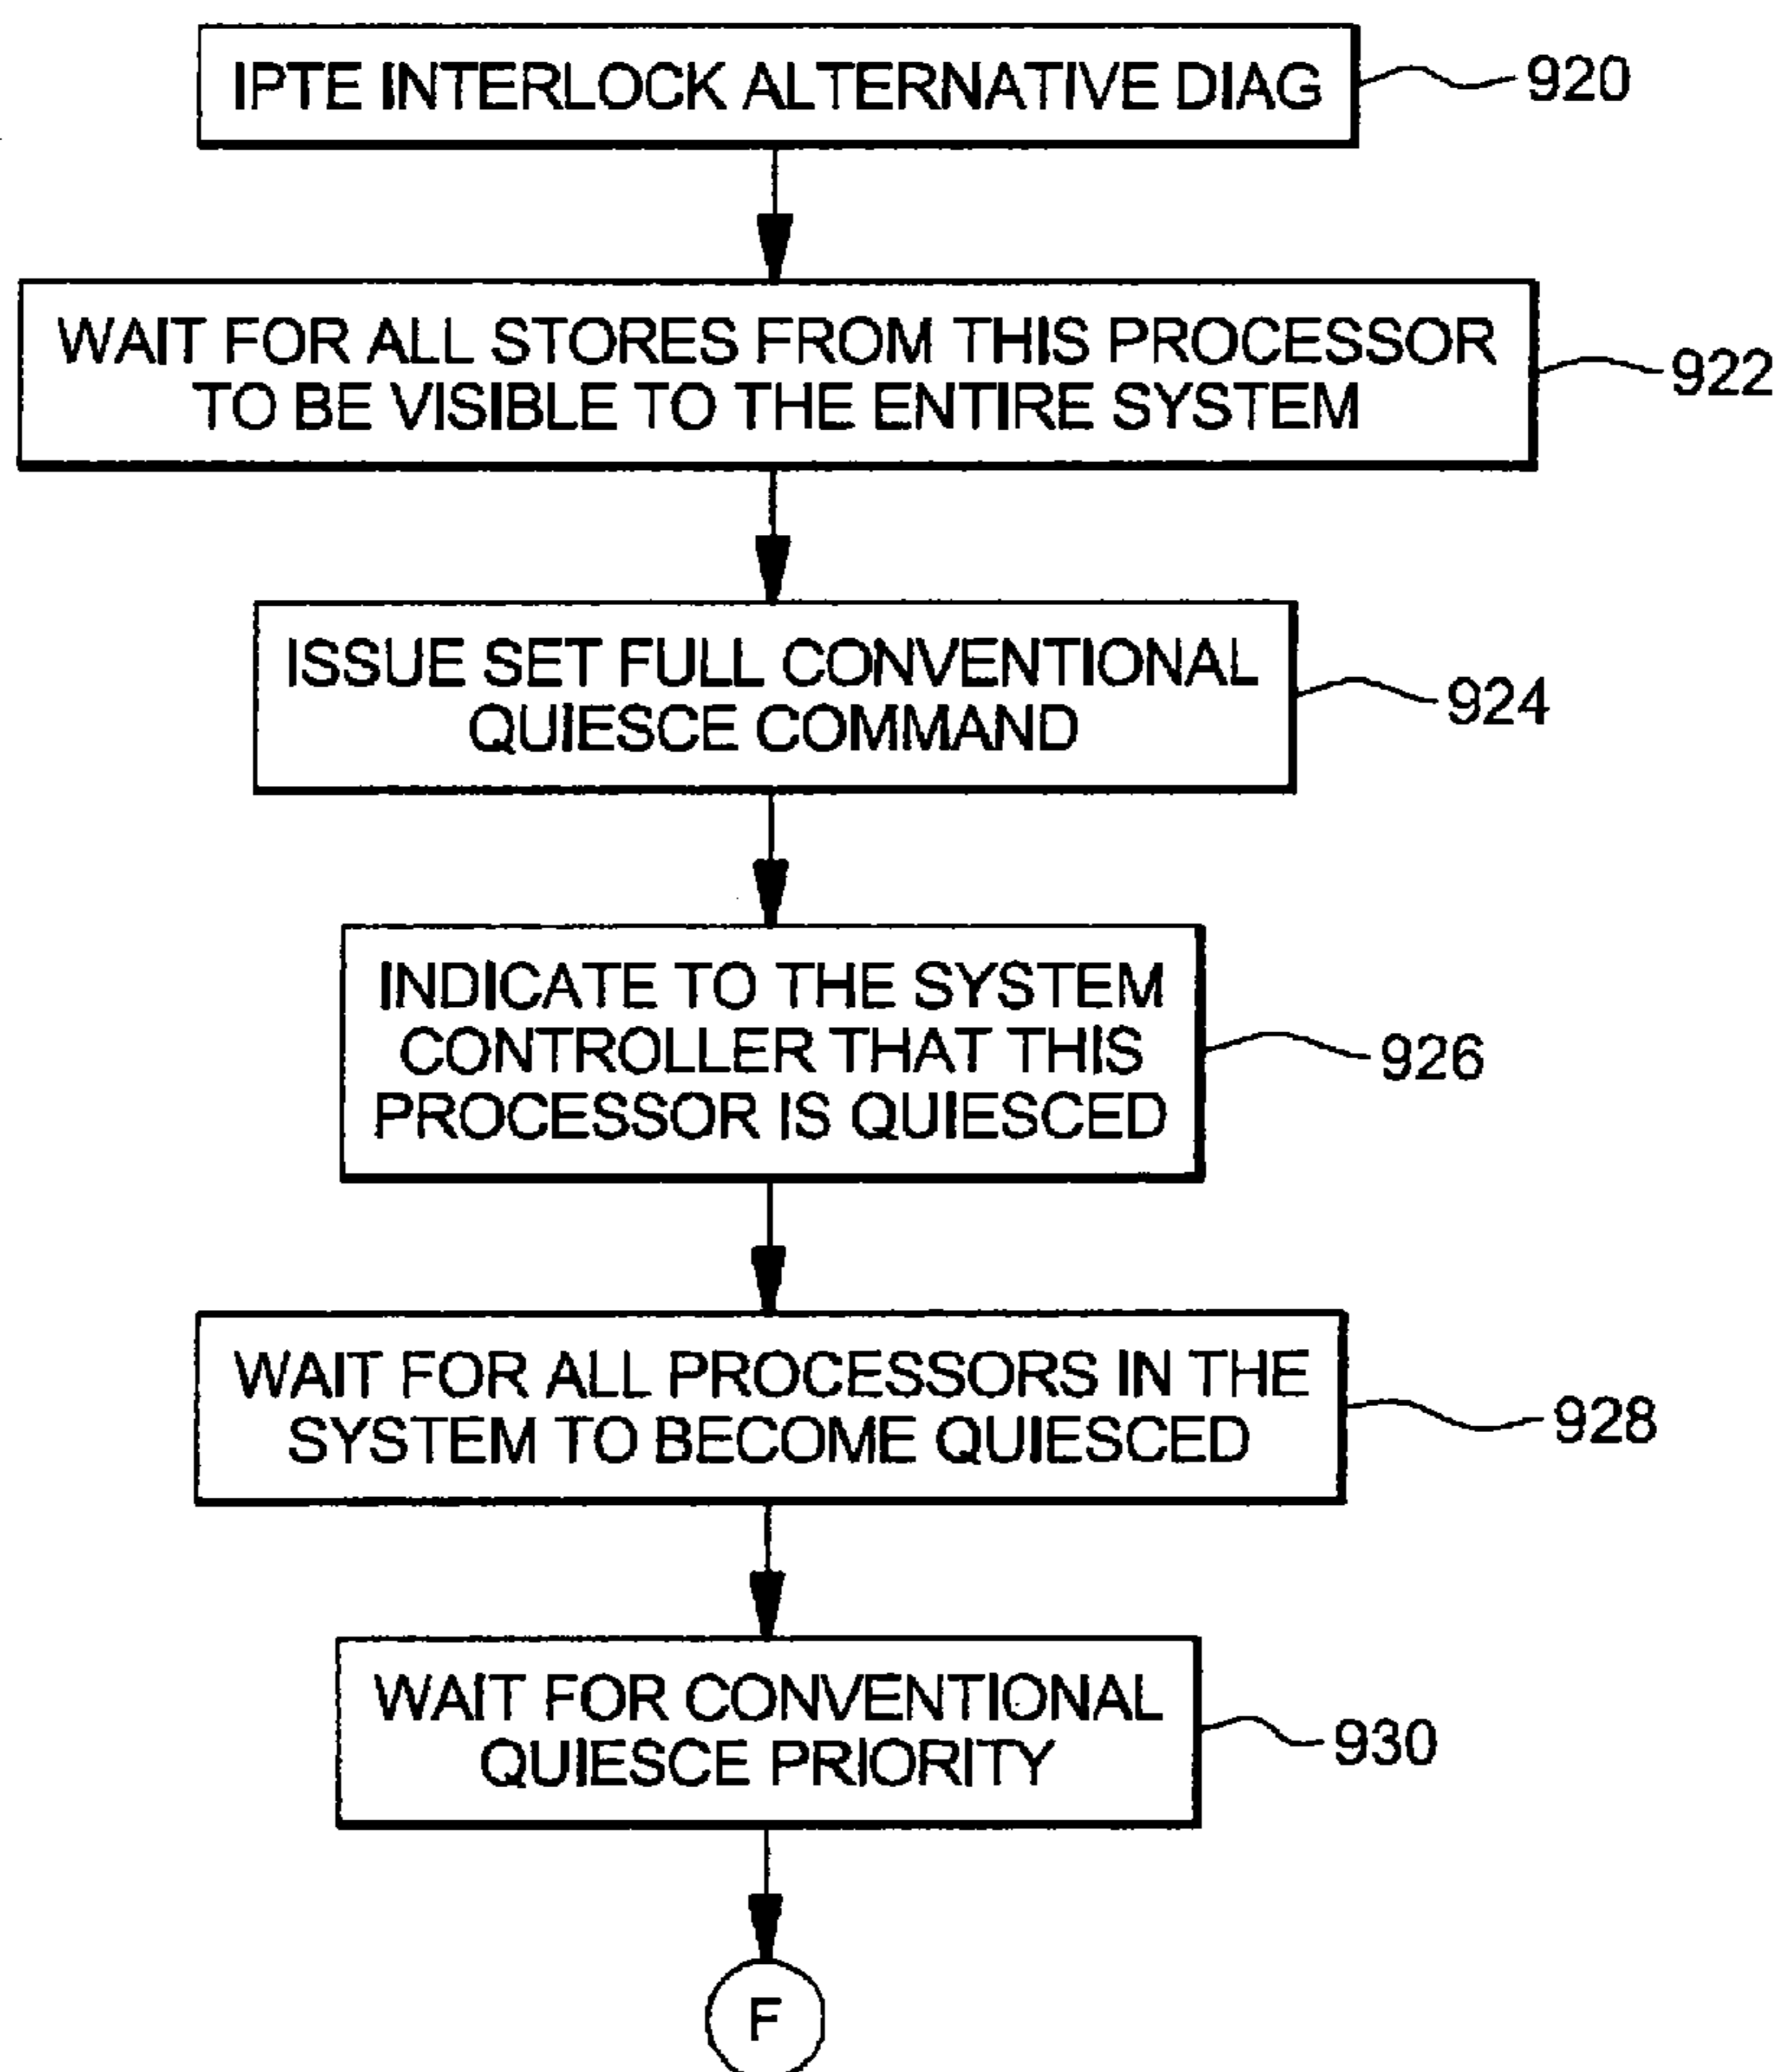 IPTE INTERLOCK ALTERNATIVE DIAG
920
WAIT FOR ALL STORES FROM THIS PROCESSOR
TO BE VISIBLE TO THE ENTIRE SYSTEM
922
ISSUE SET FULL CONVENTIONAL
QUIESCE COMMAND
924
INDICATE TO THE SYSTEM
CONTROLLER THAT THIS
PROCESSOR IS QUIESCED
926
WAIT FOR ALL PROCESSORS IN THE
SYSTEM TO BECOME QUIESCED
928
WAIT FOR CONVENTIONAL
QUIESCE PRIORITY
930
F